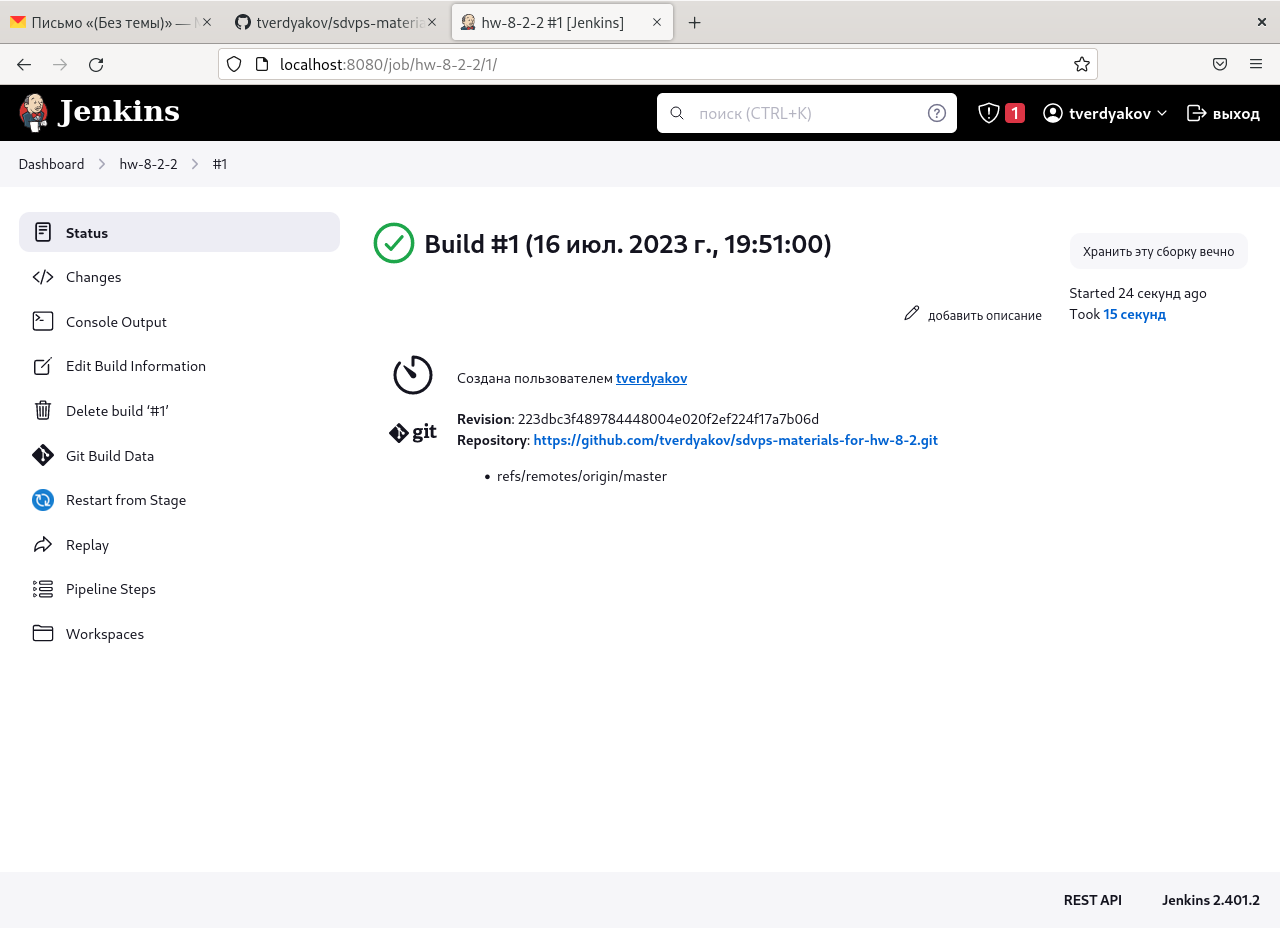 Письмо «(Без темы)» —
tverdyakov/sdvps-materia
hw-8-2-2 #1 [Jenkins]
localhost:8080/job/hw-8-2-2/1/
Jenkins
поиск (CTRL+K)
1
tverdyakov
выход
Dashboard
hw-8-2-2
#1
Status
Changes
Console Output
Edit Build Information
Delete build ‘#1’
Git Build Data
Restart from Stage
Replay
Pipeline Steps
Workspaces
Build #1 (16 июл. 2023 г., 19:51:00)
Хранить эту сборку вечно
Started 24 секунд ago
Took 15 секунд
добавить описание
Создана пользователем tverdyakov
git
Revision: 223dbc3f489784448004e020f2ef224f17a7b06d
Repository: https://github.com/tverdyakov/sdvps-materials-for-hw-8-2.git
• refs/remotes/origin/master
REST API
Jenkins 2.401.2